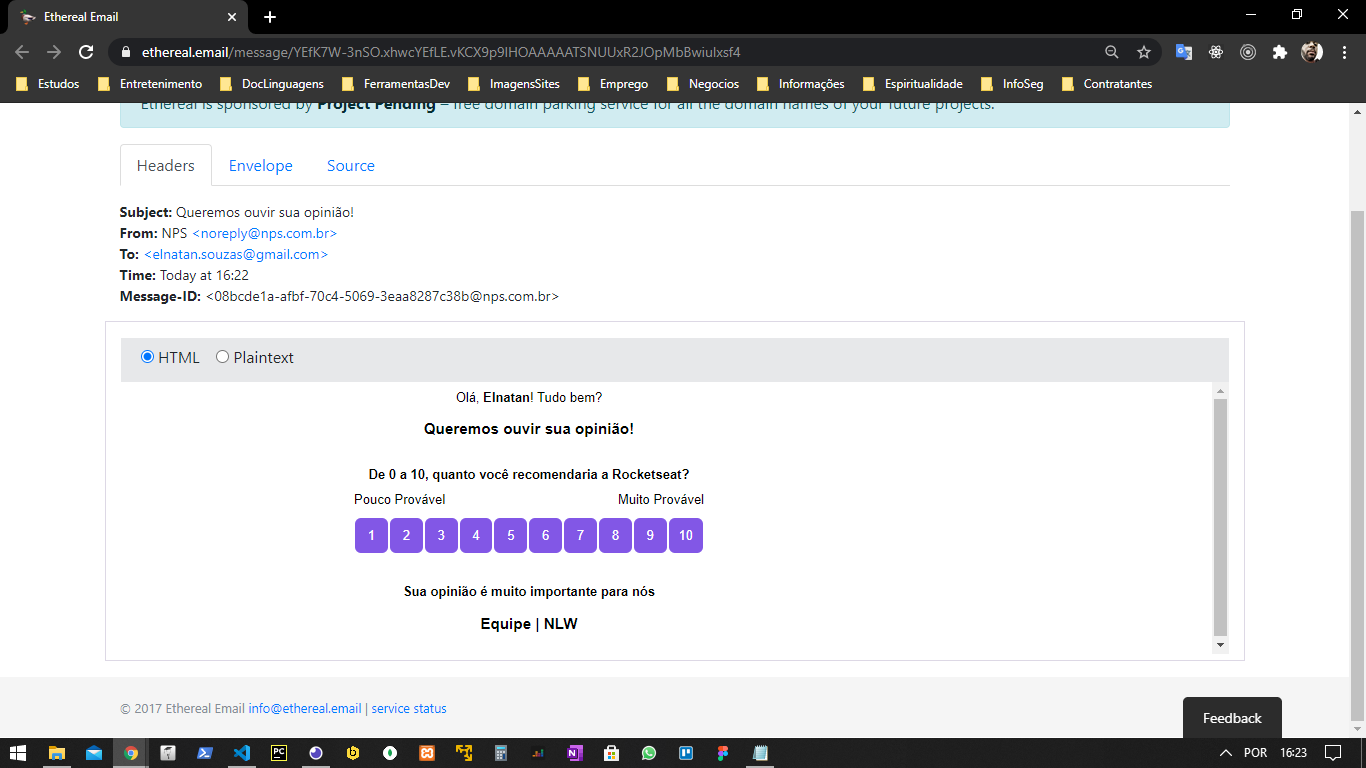 Ethereal Email
ethereal.email/message/YEfK7W-3nSO.xhwcYEfLE.vKCX9p9IHOAAAAATSNUUxR2JOpMbBwiulxsf4
Estudos Entretenimento DocLinguagens FerramentasDev ImagensSites Emprego Negocios Informações Espiritualidade InfoSeg Contratantes
Ethereal is sponsored by Project Pending – free domain parking service for all the domain names of your future projects.
Headers Envelope Source
Subject: Queremos ouvir sua opinião!
From: NPS <noreply@nps.com.br>
To: <elnatan.souzas@gmail.com>
Time: Today at 16:22
Message-ID: <08bcde1a-afbf-70c4-5069-3eaa8287c38b@nps.com.br>
HTML Plaintext
Olá, Elnatan! Tudo bem?
Queremos ouvir sua opinião!
De 0 a 10, quanto você recomendaria a Rocketseat?
Pouco Provável Muito Provável
1 2 3 4 5 6 7 8 9 10
Sua opinião é muito importante para nós
Equipe | NLW
© 2017 Ethereal Email info@ethereal.email | service status
Feedback
POR 16:23